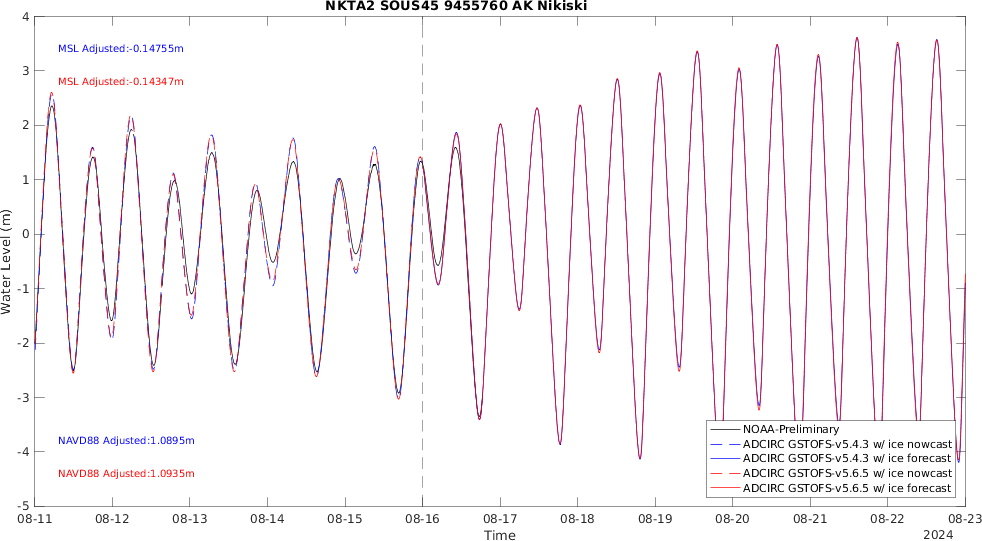 NKTA2 SOUS45 9455760 AK Nikiski
MSL Adjusted:-0.14755m
MSL Adjusted:-0.14347m
NAVD88 Adjusted:1.0895m
NAVD88 Adjusted:1.0935m
Water Level (m)
4
3
2
1
0
-1
-2
-3
-4
-5
NOAA-Preliminary
ADCIRC GSTOFS-v5.4.3 w/ ice nowcast
ADCIRC GSTOFS-v5.4.3 w/ ice forecast
ADCIRC GSTOFS-v5.6.5 w/ ice nowcast
ADCIRC GSTOFS-v5.6.5 w/ ice forecast
08-11 08-12 08-13 08-14 08-15 08-16 08-17 08-18 08-19 08-20 08-21 08-22 08-23
Time
2024